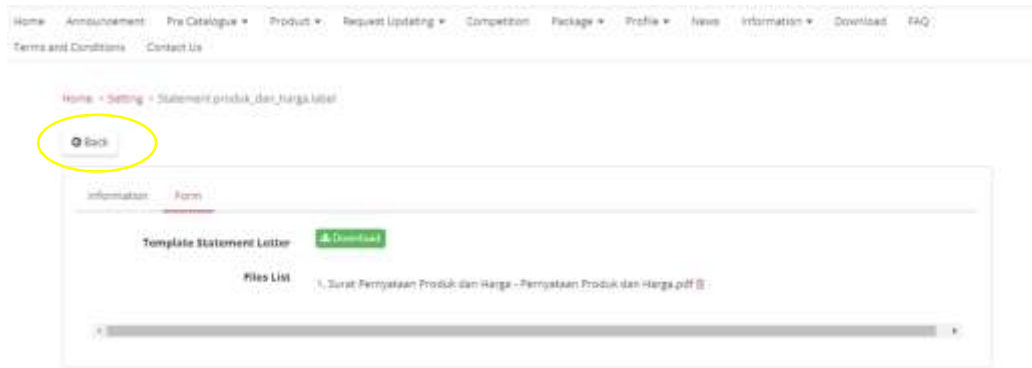 Home Announcement Pre Catalogue Product Request Updating Competition Package Profile News Information Download FAQ
Terms and Conditions Contact Us
Home Setting Statement.produk_dan_harga.label
Back
Information Form
Template Statement Letter Download
Files List 1. Surat Pernyataan Produk dan Harga - Pernyataan Produk dan Harga.pdf